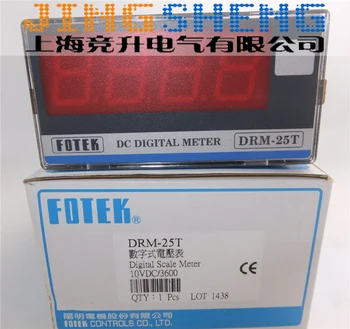 JING SHENG
上海竞升电气有限公司
FOTEK DC DIGITAL METER DRM-25T
FOTEK®
DRM-25T
數字式電壓表
Digital Scale Meter
10VDC/3600
QTY : 1 Pcs LOT 1438
陽明電機股份有限公司
FOTEK CONTROLS CO., LTD.